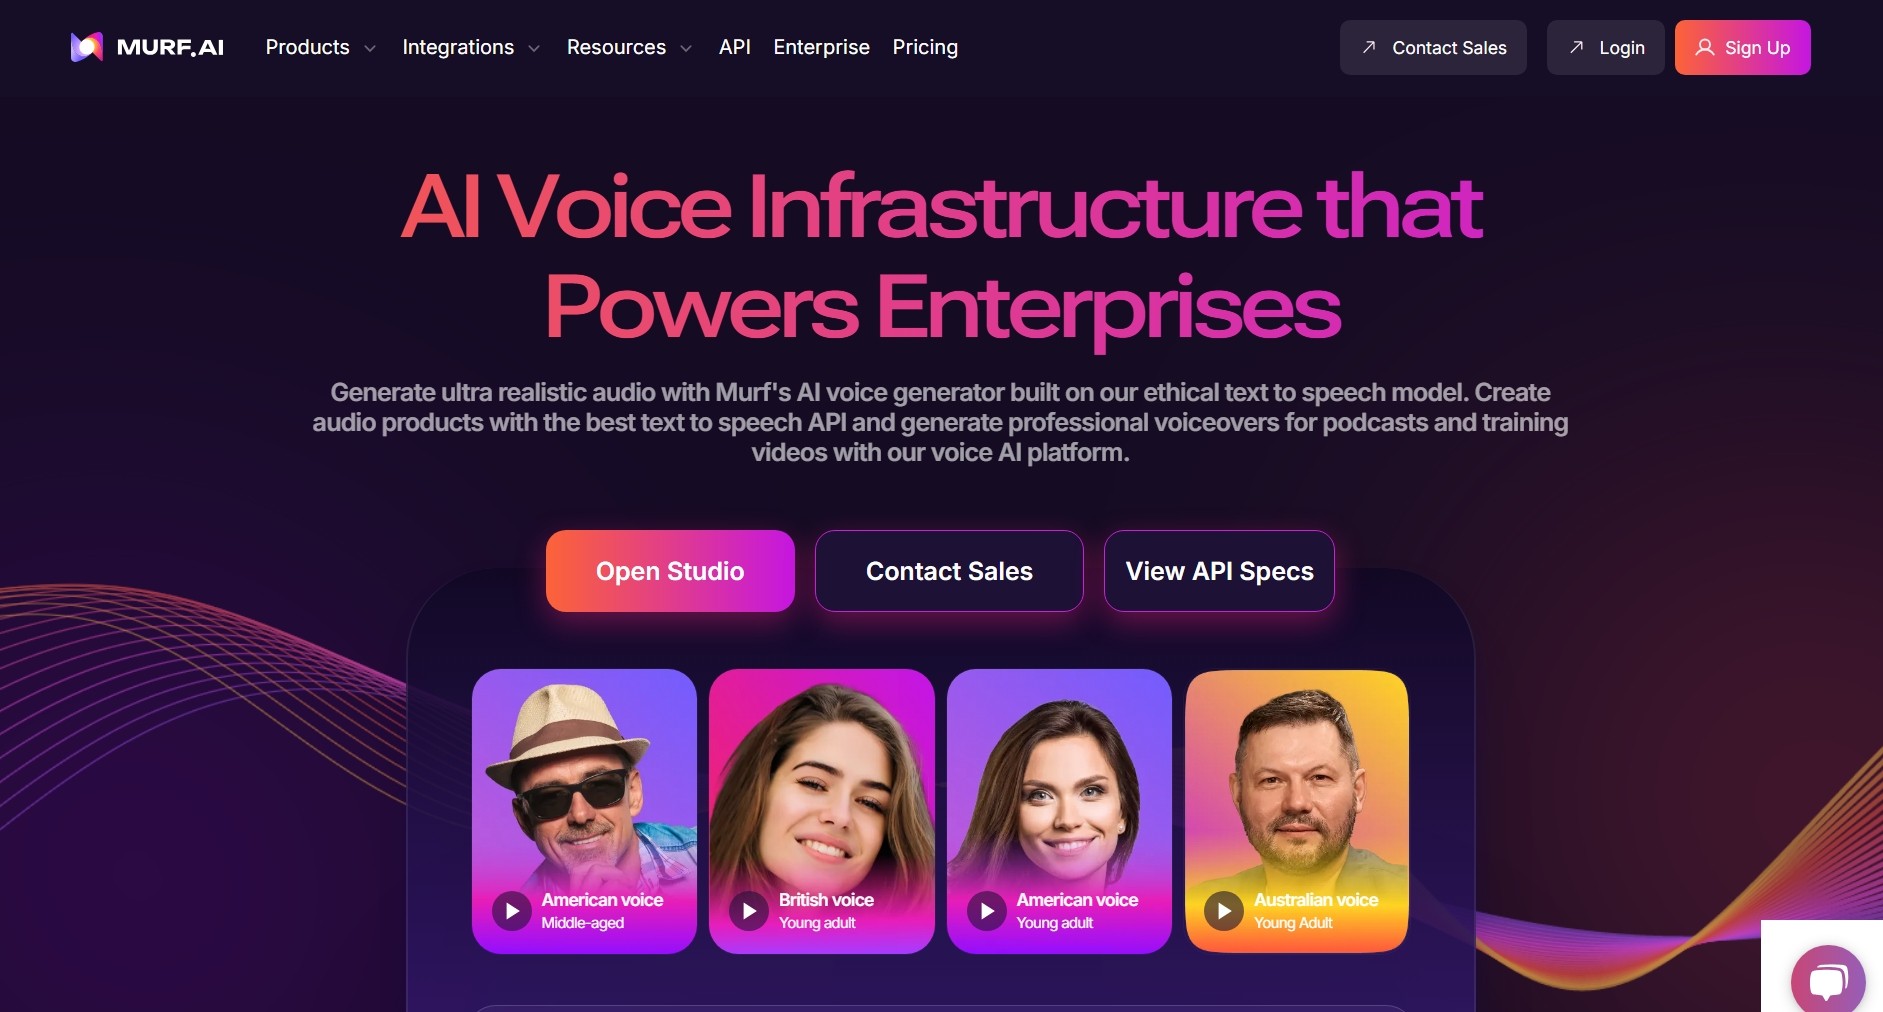 MURF.AI
Products
Integrations
Resources
API
Enterprise
Pricing
Contact Sales
Login
Sign Up
AI Voice Infrastructure that
Powers Enterprises
Generate ultra realistic audio with Murf's AI voice generator built on our ethical text to speech model. Create
audio products with the best text to speech API and generate professional voiceovers for podcasts and training
videos with our voice AI platform.
Open Studio
Contact Sales
View API Specs
American voice
Middle-aged
British voice
Young adult
American voice
Young adult
Australian voice
Young Adult